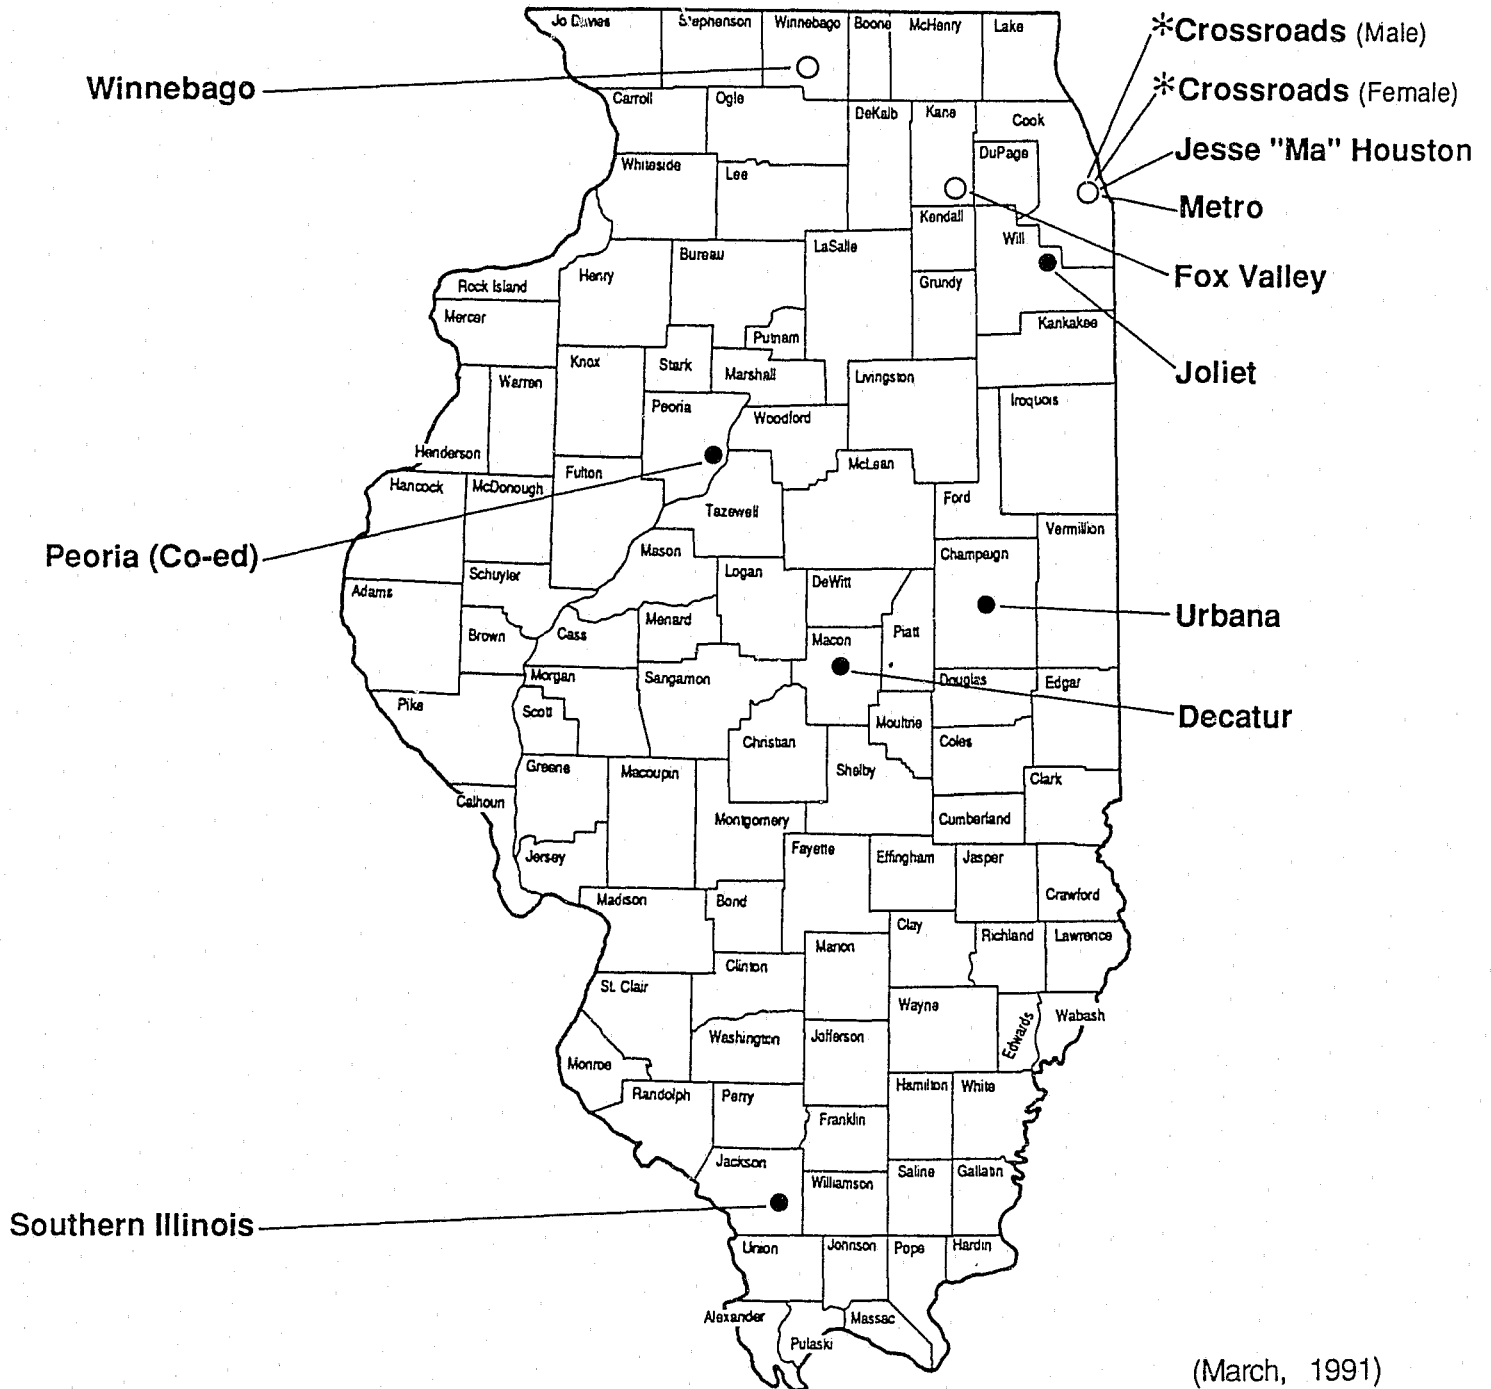 Jo Daviess Stephenson Winnebago Boone McHenry Lake
*Crossroads (Male)
Winnebago
*Crossroads (Female)
Carroll Ogle DeKalb Kane Cook
DuPage
Jesse "Ma" Houston
Whiteside Lee
Metro
Kendall
Will
LaSalle
Bureau
Henry
Fox Valley
Rock Island
Grundy
Mercer
Kankakee
Putnam
Knox Stark
Marshall
Livingston
Joliet
Warren
Peoria
Iroquois
Woodford
Henderson
McLean
Fulton
Hancock McDonough
Ford
Tazewell
Vermillion
Peoria (Co-ed)
Mason
Champaign
Logan
Schuyler
DeWitt
Adams
Urbana
Menard
Brown Cass
Piatt
Macon
Morgan
Sangamon
Douglas Edgar
Pike
Scott
Decatur
Moultrie
Christian
Coles
Greene
Macoupin
Shelby
Clark
Calhoun
Montgomery
Cumberland
Fayette
Effingham Jasper
Jersey
Crawford
Madison Bond
Clay
Richland Lawrence
Marion
Clinton
St. Clair
Wayne
Edwards
Wabash
Washington Jefferson
Monroe
Hamilton White
Randolph Perry
Franklin
Jackson
Saline Gallatin
Williamson
Southern Illinois
Union Johnson Pope Hardin
Alexander Massac
Pulaski
(March, 1991)